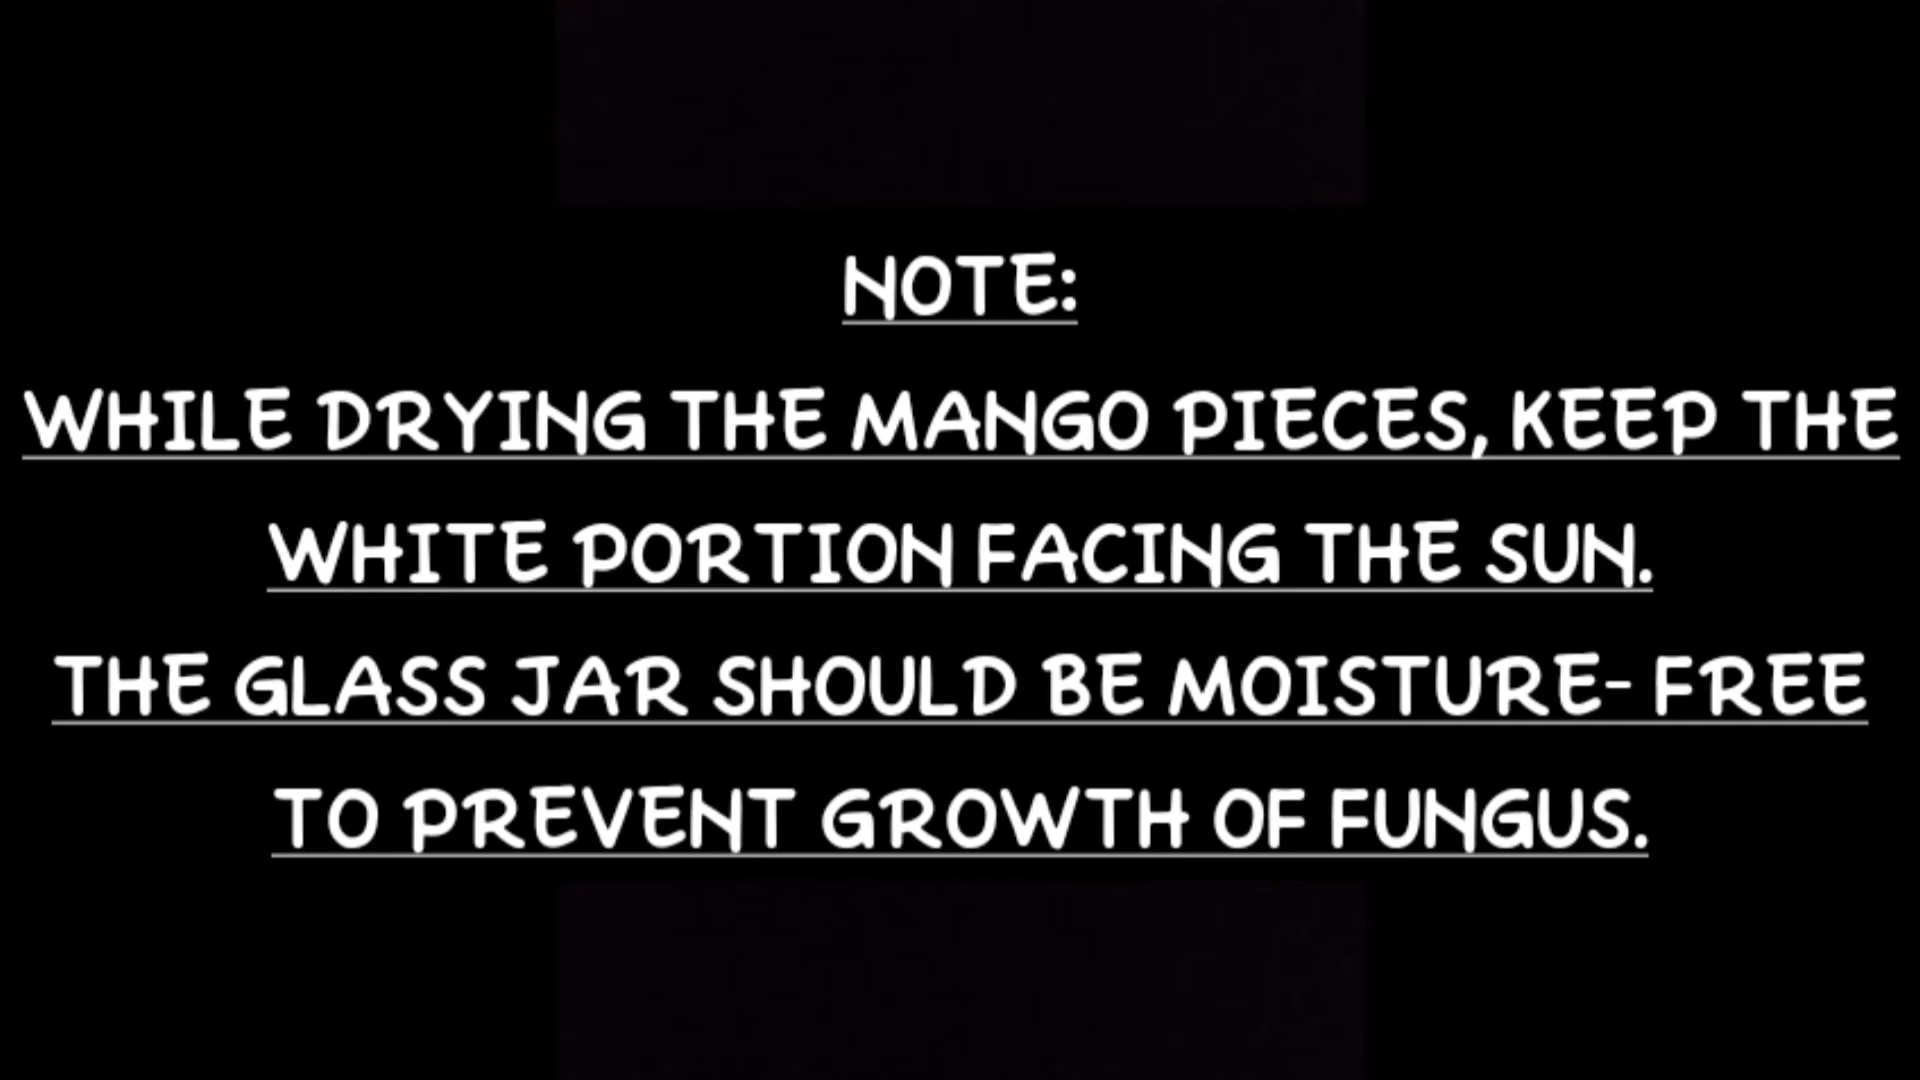 NOTE:
WHILE DRYING THE MANGO PIECES, KEEP THE
WHITE PORTION FACING THE SUN.
THE GLASS JAR SHOULD BE MOISTURE- FREE
TO PREVENT GROWTH OF FUNGUS.